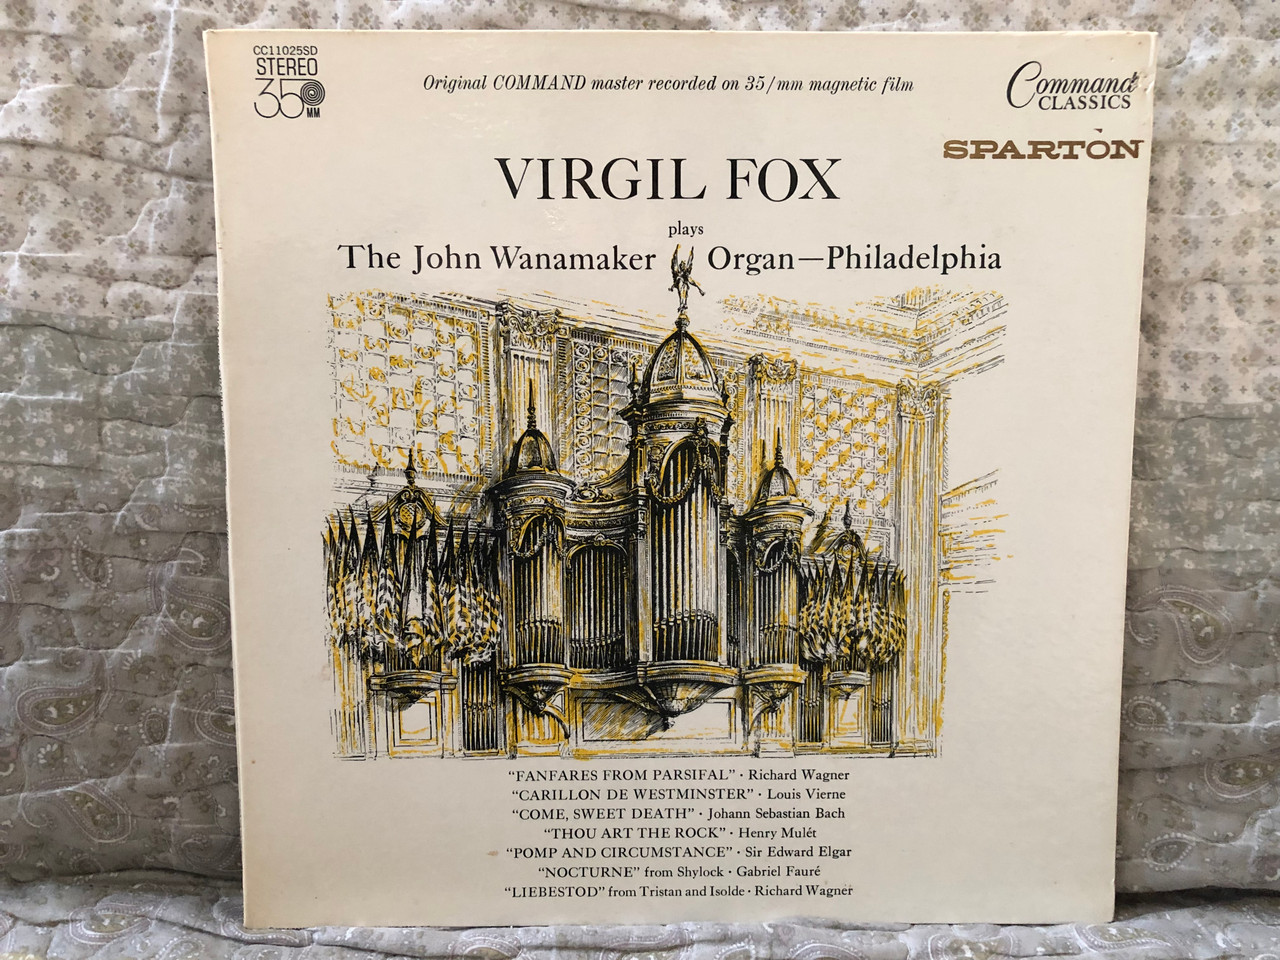 CC11025SD
STEREO
35
MM
Original COMMAND master recorded on 35/mm magnetic film
Command
CLASSICS
SPARTON
VIRGIL FOX
plays
The John Wanamaker Organ—Philadelphia
“FANFARES FROM PARSIFAL” · Richard Wagner
“CARILLON DE WESTMINSTER” · Louis Vierne
“COME, SWEET DEATH” · Johann Sebastian Bach
“THOU ART THE ROCK” · Henry Mulét
“POMP AND CIRCUMSTANCE” · Sir Edward Elgar
“NOCTURNE” from Shylock · Gabriel Fauré
“LIEBESTOD” from Tristan and Isolde · Richard Wagner